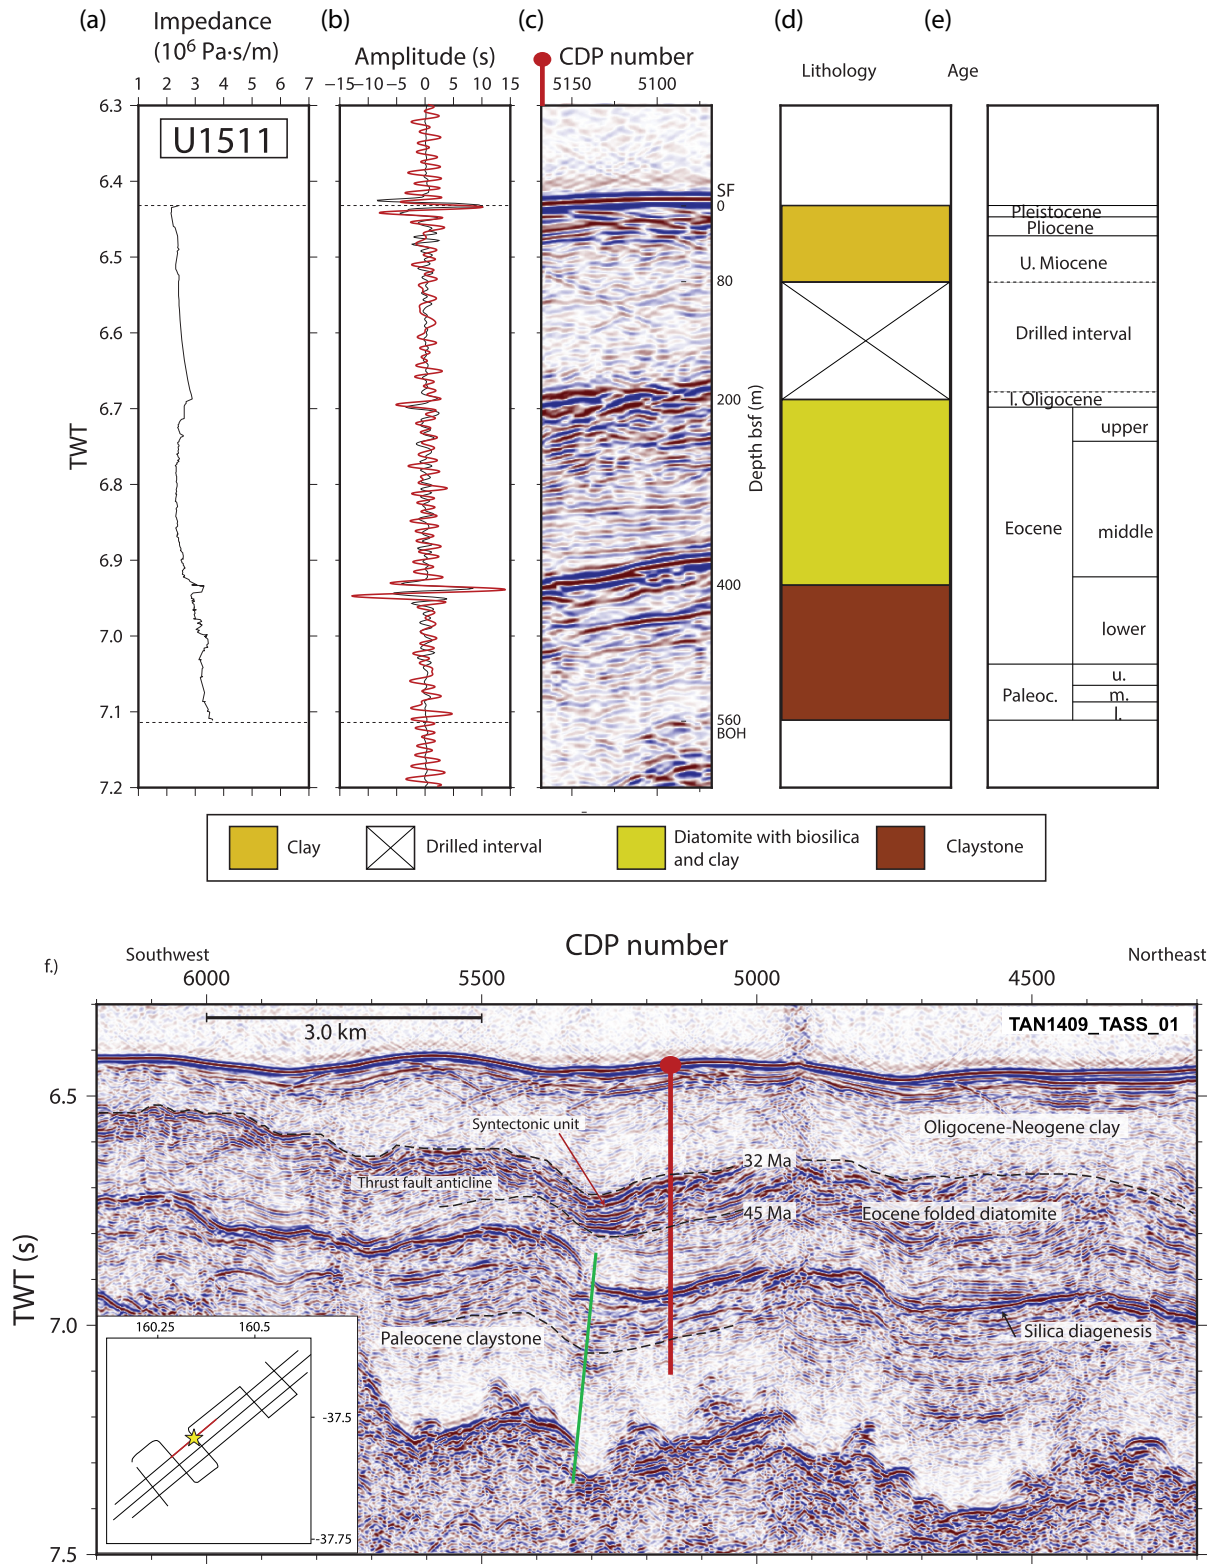 (a)
Impedance
(10⁶ Pa·s/m)
(b)
Amplitude (s)
(c)
CDP number
(d)
Lithology
(e)
Age
1 2 3 4 5 6 7
−15 −10 −5 0 5 10 15
5150 5100
U1511
TWT
6.3
6.4
6.5
6.6
6.7
6.8
6.9
7.0
7.1
7.2
SF
0
80
200
400
560
BOH
Depth bsf (m)
Pleistocene
Pliocene
U. Miocene
Drilled interval
l. Oligocene
Eocene
upper
middle
lower
Paleoc.
u.
m.
l.
Clay
Drilled interval
Diatomite with biosilica
and clay
Claystone
f.)
Southwest
CDP number
Northeast
6000 5500 5000 4500
3.0 km
TAN1409_TASS_01
TWT (s)
6.5
7.0
7.5
Syntectonic unit
Oligocene-Neogene clay
32 Ma
Thrust fault anticline
45 Ma
Eocene folded diatomite
Paleocene claystone
Silica diagenesis
160.25 160.5
-37.5
-37.75